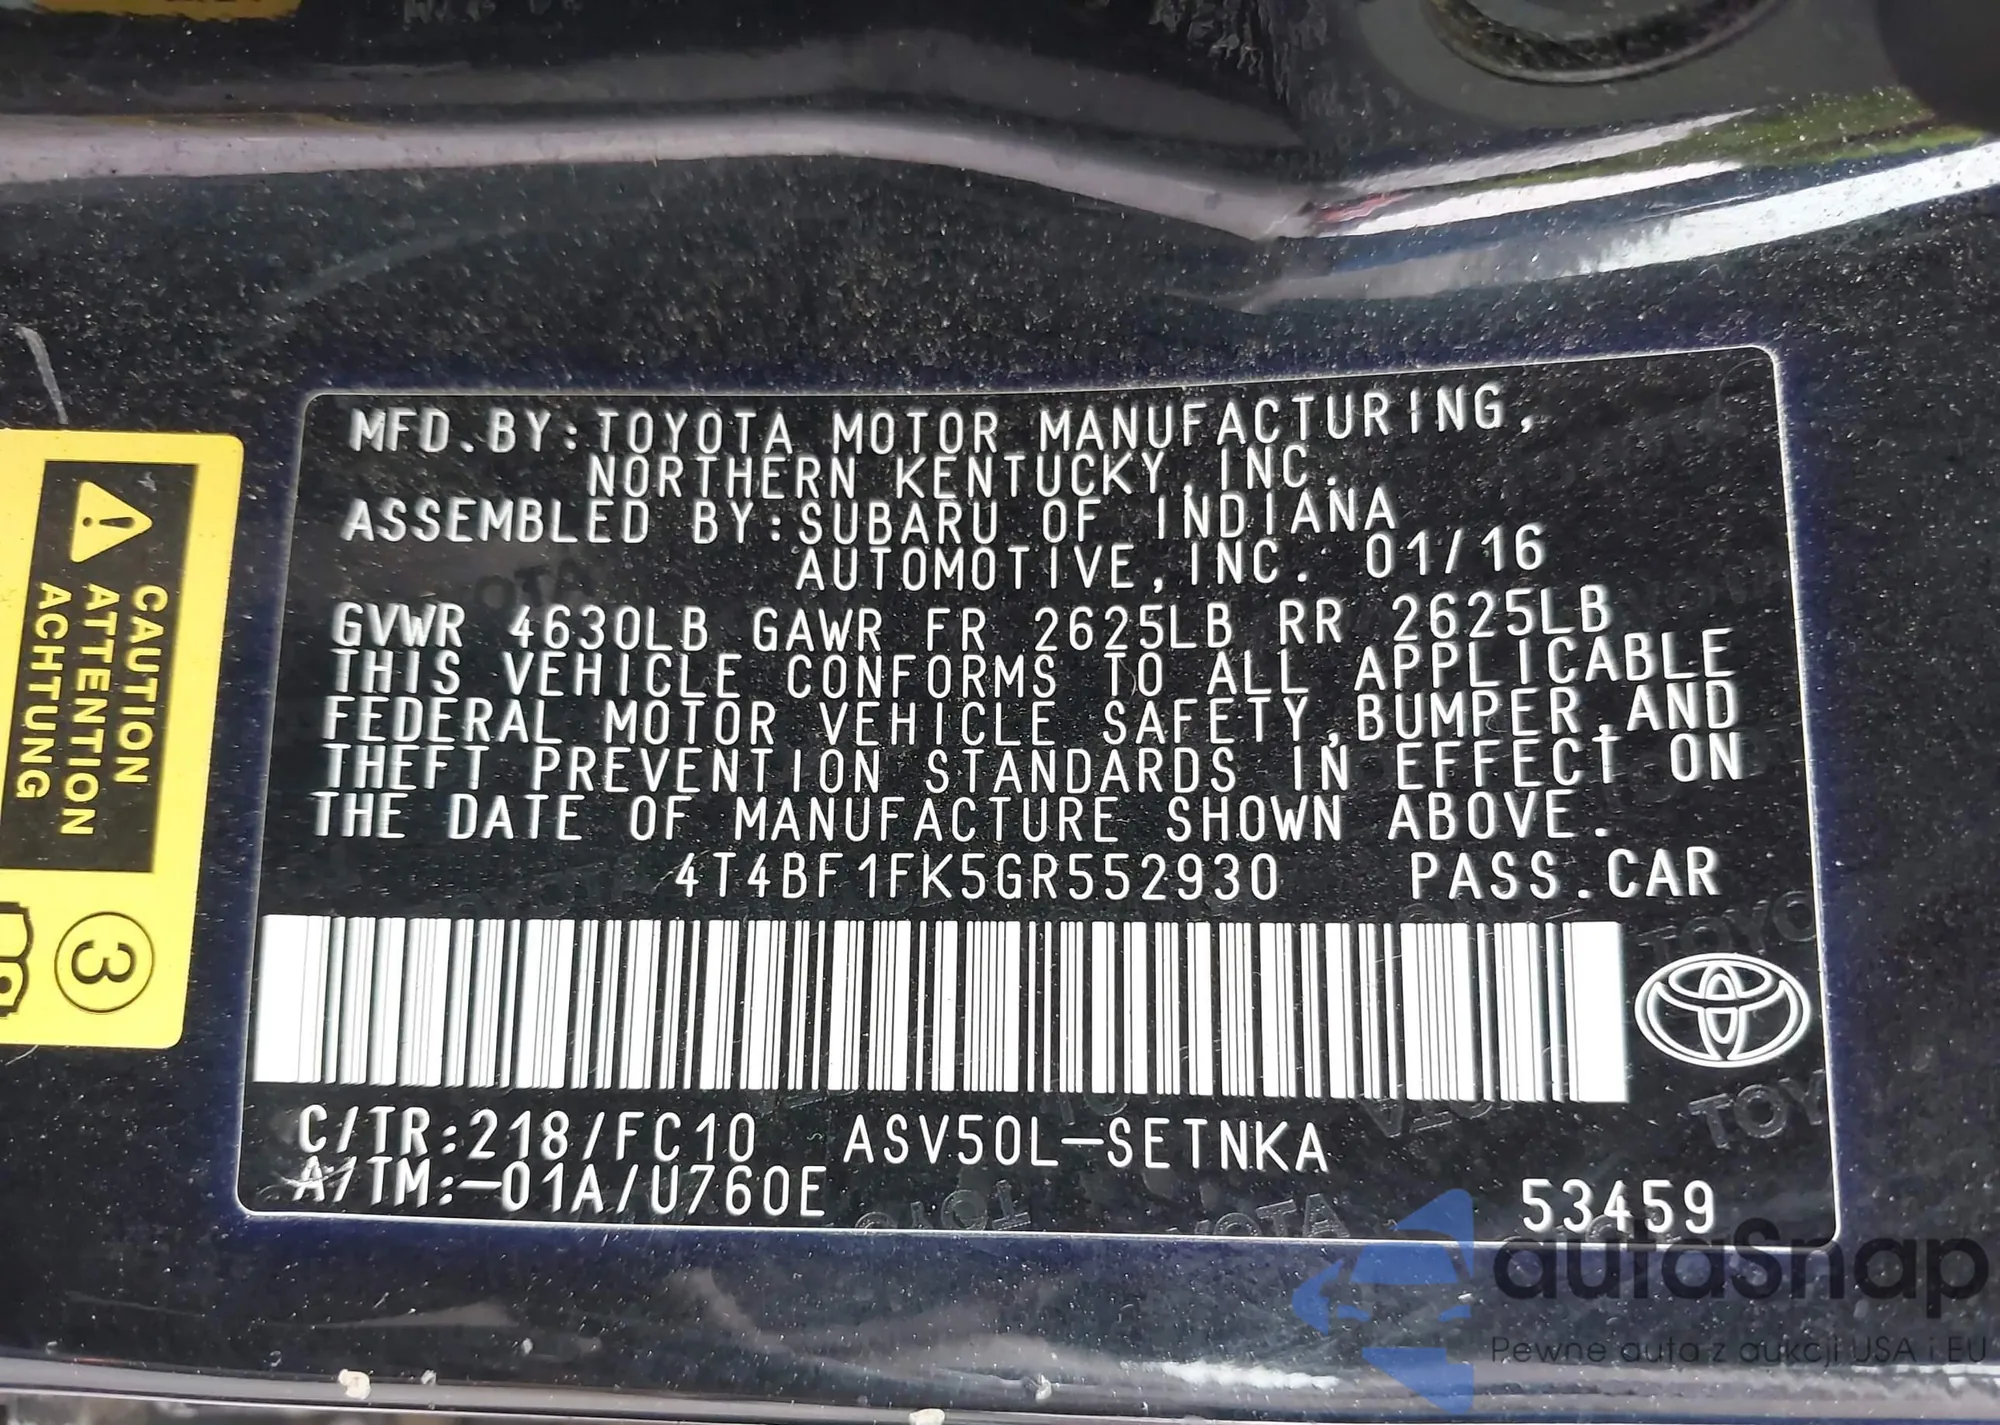 MFD.BY:TOYOTA MOTOR MANUFACTURING,
NORTHERN KENTUCKY,INC.
ASSEMBLED BY:SUBARU OF INDIANA
AUTOMOTIVE,INC. 01/16
GVWR 4630LB GAWR FR 2625LB RR 2625LB
THIS VEHICLE CONFORMS TO ALL APPLICABLE
FEDERAL MOTOR VEHICLE SAFETY,BUMPER,AND
THEFT PREVENTION STANDARDS IN EFFECT ON
THE DATE OF MANUFACTURE SHOWN ABOVE.
4T4BF1FK5GR552930 PASS.CAR
C/TR:218/FC10 ASV50L-SETNKA
A/TM:-01A/U760E
53459
CAUTION
ATTENTION
ACHTUNG
3
TOYO
TOY
autaSnap
Pewne auta z aukcji USA i EU